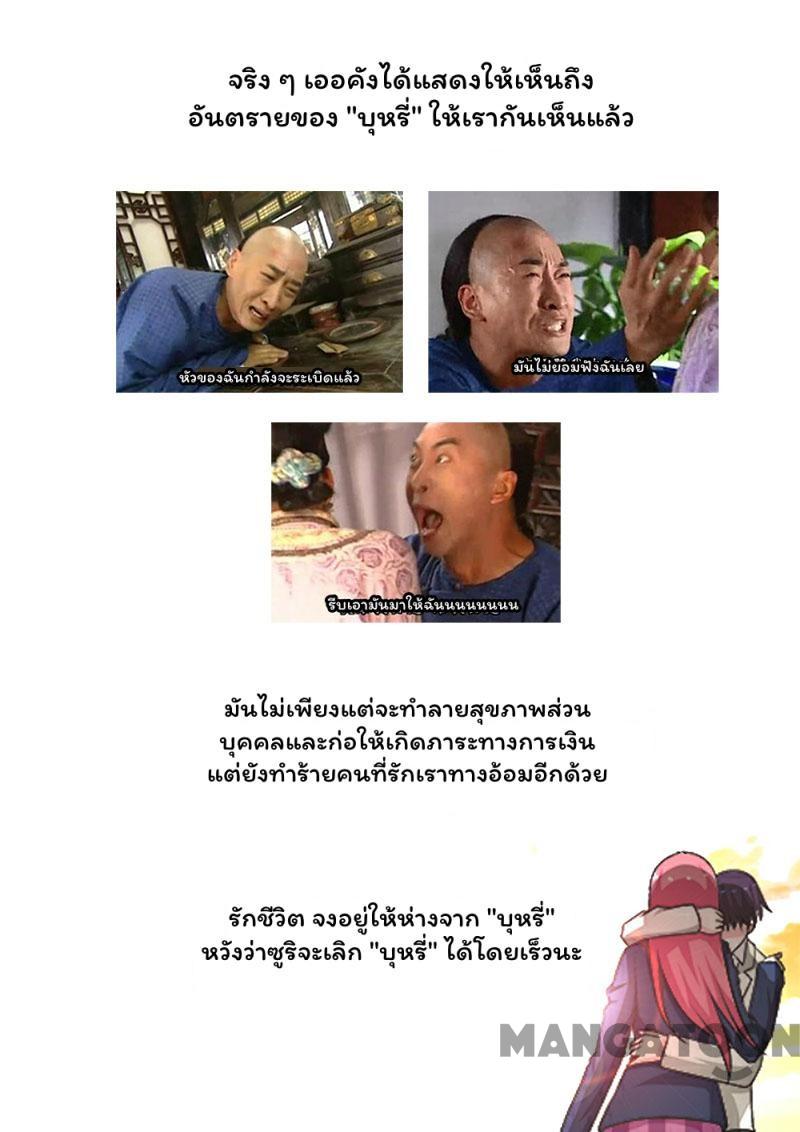 จริง ๆ เออคังได้แสดงให้เห็นถึง
อันตรายของ "บุหรี่" ให้เรากันเห็นแล้ว
หัวของฉันกำลังจะระเบิดแล้ว
มันไม่ยอมฟังฉันเลย
รีบเอามันมาให้ฉันนนนนนนนน
มันไม่เพียงแต่จะทำลายสุขภาพส่วน
บุคคลและก่อให้เกิดภาระทางการเงิน
แต่ยังทำร้ายคนที่รักเราทางอ้อมอีกด้วย
รักชีวิต จงอยู่ให้ห่างจาก "บุหรี่"
หวังว่าซูริจะเลิก "บุหรี่" ได้โดยเร็วนะ
MANGATOON